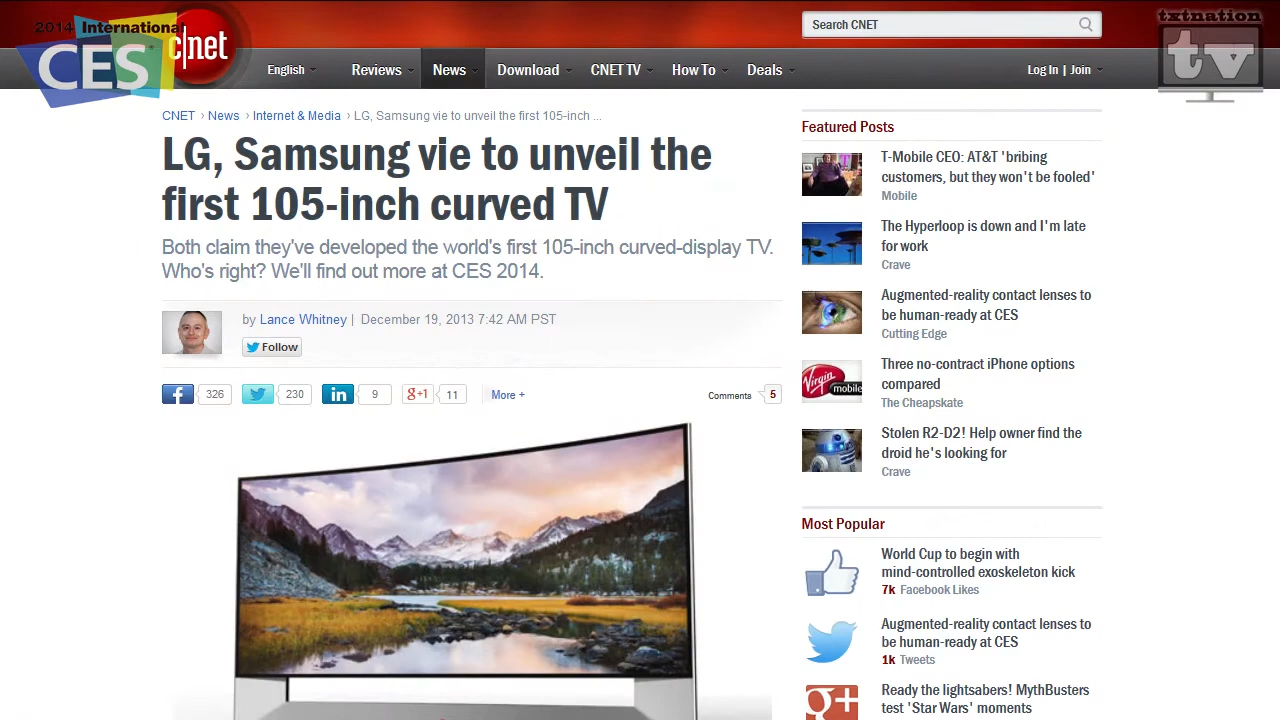 2014 International
CES
c|net
Search CNET
txtnation
tv
English
Reviews
News
Download
CNET TV
How To
Deals
Log In | Join
CNET › News › Internet & Media › LG, Samsung vie to unveil the first 105-inch ...
LG, Samsung vie to unveil the
first 105-inch curved TV
Both claim they've developed the world's first 105-inch curved-display TV.
Who's right? We'll find out more at CES 2014.
by Lance Whitney | December 19, 2013 7:42 AM PST
Follow
f 326
230
in 9
g+1 11
More +
Comments 5
Featured Posts
T-Mobile CEO: AT&T 'bribing
customers, but they won't be fooled'
Mobile
The Hyperloop is down and I'm late
for work
Crave
Augmented-reality contact lenses to
be human-ready at CES
Cutting Edge
Virgin
mobile
Three no-contract iPhone options
compared
The Cheapskate
Stolen R2-D2! Help owner find the
droid he's looking for
Crave
Most Popular
World Cup to begin with
mind-controlled exoskeleton kick
7k Facebook Likes
Augmented-reality contact lenses to
be human-ready at CES
1k Tweets
g+
Ready the lightsabers! MythBusters
test 'Star Wars' moments